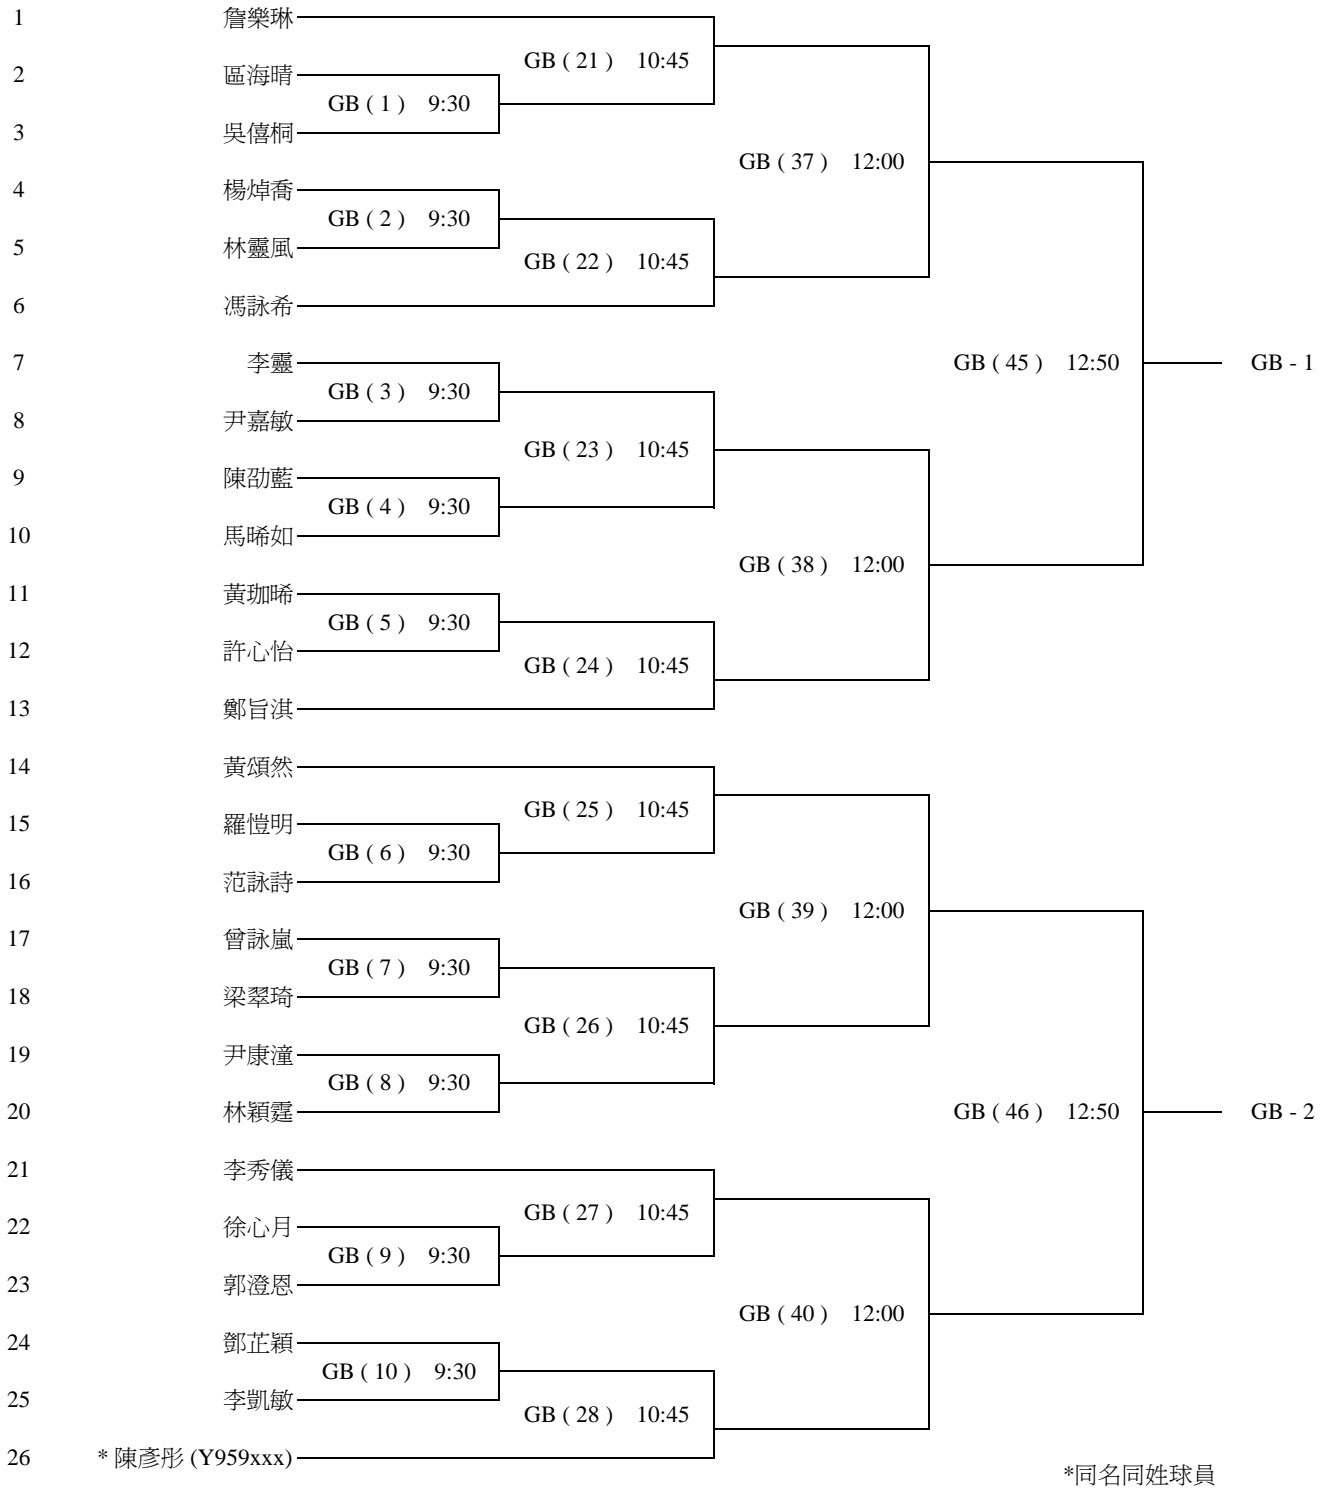 1 詹樂琳
GB ( 21 ) 10:45
2 區海晴
GB ( 1 ) 9:30
3 吳僖桐
GB ( 37 ) 12:00
4 楊焯喬
GB ( 2 ) 9:30
5 林靈風
GB ( 22 ) 10:45
6 馮詠希
7 李靈
GB ( 45 ) 12:50 GB - 1
GB ( 3 ) 9:30
8 尹嘉敏
GB ( 23 ) 10:45
9 陳劭藍
GB ( 4 ) 9:30
10 馬晞如
GB ( 38 ) 12:00
11 黃珈晞
GB ( 5 ) 9:30
12 許心怡
GB ( 24 ) 10:45
13 鄭旨淇
14 黃頌然
GB ( 25 ) 10:45
15 羅愷明
GB ( 6 ) 9:30
16 范詠詩
GB ( 39 ) 12:00
17 曾詠嵐
GB ( 7 ) 9:30
18 梁翠琦
GB ( 26 ) 10:45
19 尹康潼
GB ( 8 ) 9:30
20 林穎霆
GB ( 46 ) 12:50 GB - 2
21 李秀儀
GB ( 27 ) 10:45
22 徐心月
GB ( 9 ) 9:30
23 郭澄恩
GB ( 40 ) 12:00
24 鄧芷穎
GB ( 10 ) 9:30
25 李凱敏
GB ( 28 ) 10:45
26 * 陳彥彤 (Y959xxx)
*同名同姓球員